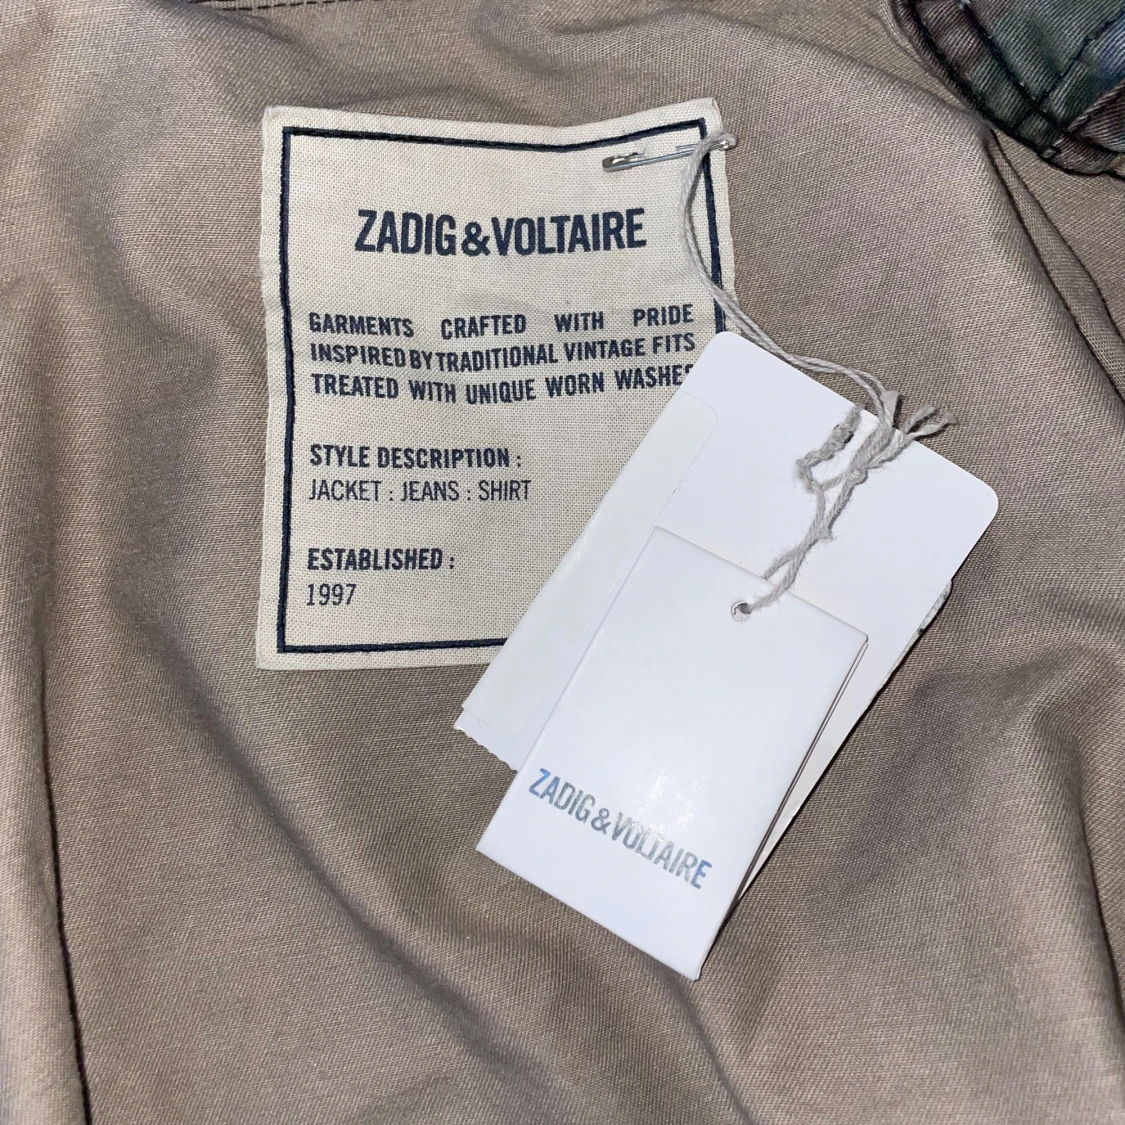 ZADIG&VOLTAIRE
GARMENTS CRAFTED WITH PRIDE
INSPIRED BY TRADITIONAL VINTAGE FITS
TREATED WITH UNIQUE WORN WASHES
STYLE DESCRIPTION :
JACKET : JEANS : SHIRT
ESTABLISHED :
1997
ZADIG&VOLTAIRE